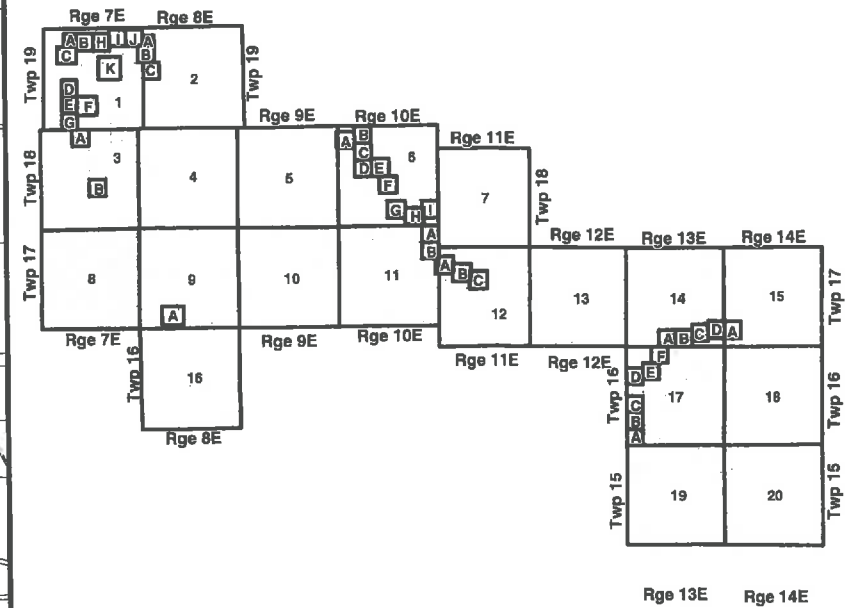 Rge 7E Rge 8E
Twp 19 A B H I J A Twp 19
C B
K C
2
D
E F 1
G Rge 9E Rge 10E
A A B Rge 11E
Twp 18 3 4 5 C 6 Twp 18
D E
B F 7
G H I
A Rge 12E Rge 13E Rge 14E
Twp 17 B
8 9 10 11 A B C 13 14 15 Twp 17
A 12
A B C D A
Rge 7E Rge 9E Rge 10E
Rge 11E Rge 12E F
Twp 16 16 Twp 16 D E 17 18 Twp 16
C
B
Rge 8E A
Twp 15 19 20 Twp 15
Rge 13E Rge 14E